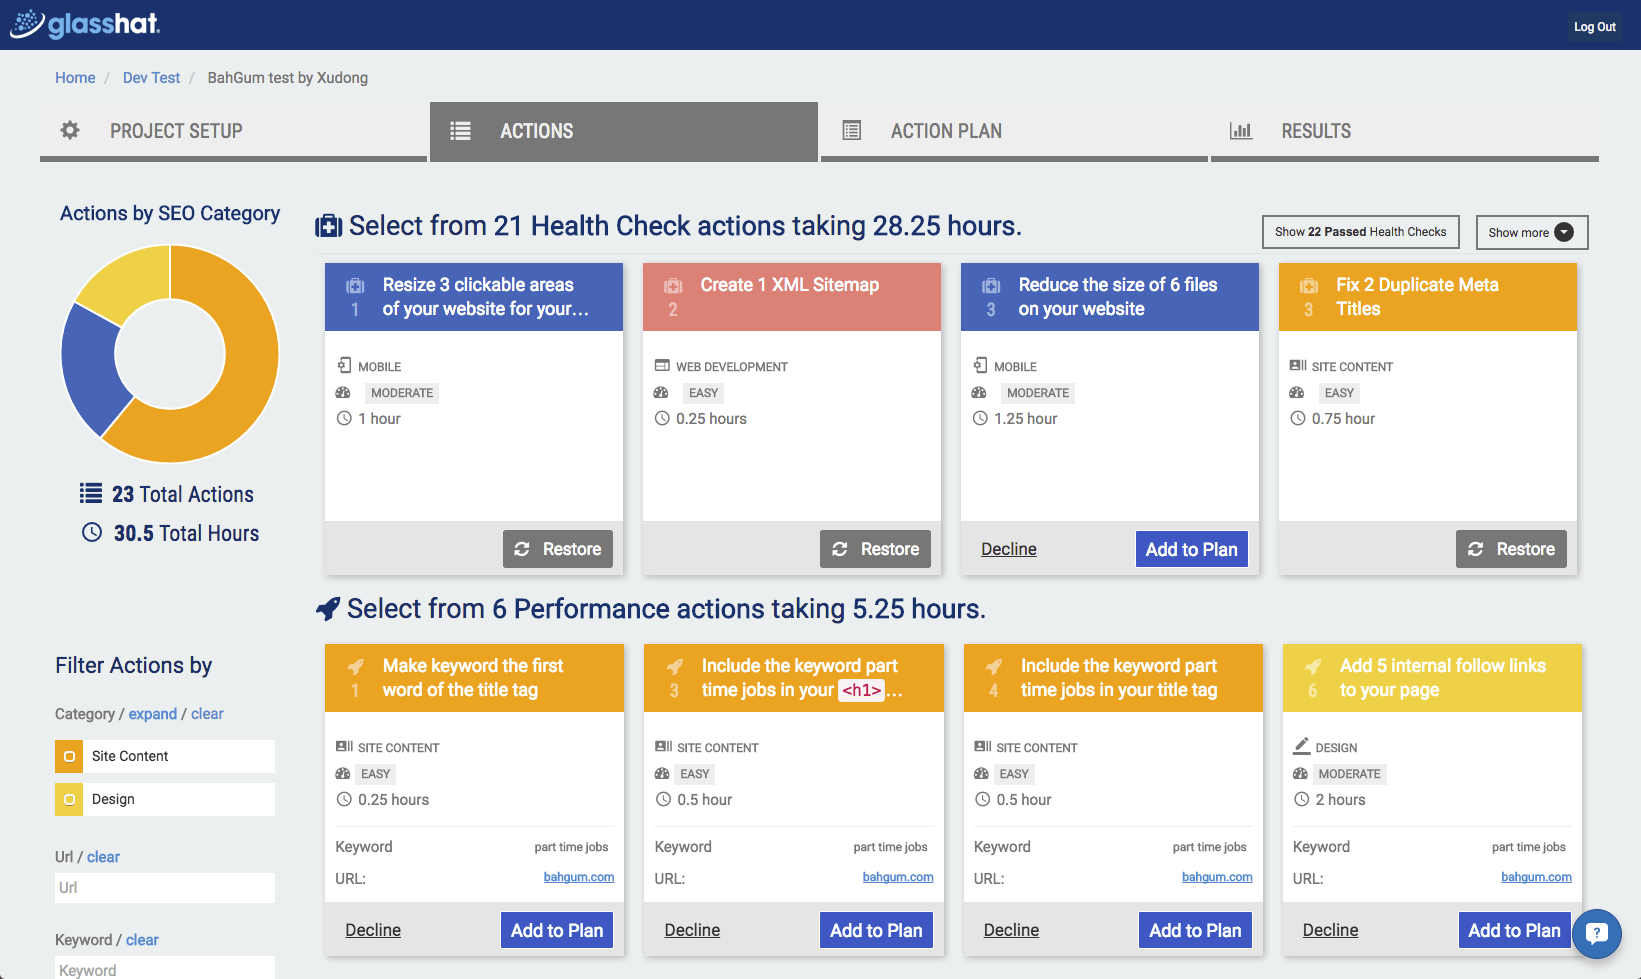 glasshat.
Log Out
Home / Dev Test / BahGum test by Xudong
PROJECT SETUP
ACTIONS
ACTION PLAN
RESULTS
Actions by SEO Category
23 Total Actions
30.5 Total Hours
Select from 21 Health Check actions taking 28.25 hours.
Show 22 Passed Health Checks
Show more
1
Resize 3 clickable areas
of your website for your...
MOBILE
MODERATE
1 hour
Restore
2
Create 1 XML Sitemap
WEB DEVELOPMENT
EASY
0.25 hours
Restore
3
Reduce the size of 6 files
on your website
MOBILE
MODERATE
1.25 hour
Decline
Add to Plan
3
Fix 2 Duplicate Meta
Titles
SITE CONTENT
EASY
0.75 hour
Restore
Select from 6 Performance actions taking 5.25 hours.
1
Make keyword the first
word of the title tag
SITE CONTENT
EASY
0.25 hours
Keyword part time jobs
URL: bahgum.com
Decline
Add to Plan
3
Include the keyword part
time jobs in your <h1> ...
SITE CONTENT
EASY
0.5 hour
Keyword part time jobs
URL: bahgum.com
Decline
Add to Plan
4
Include the keyword part
time jobs in your title tag
SITE CONTENT
EASY
0.5 hour
Keyword part time jobs
URL: bahgum.com
Decline
Add to Plan
6
Add 5 internal follow links
to your page
DESIGN
MODERATE
2 hours
Keyword part time jobs
URL: bahgum.com
Decline
Add to Plan
?
Filter Actions by
Category / expand / clear
Site Content
Design
Url / clear
Url
Keyword / clear
Keyword